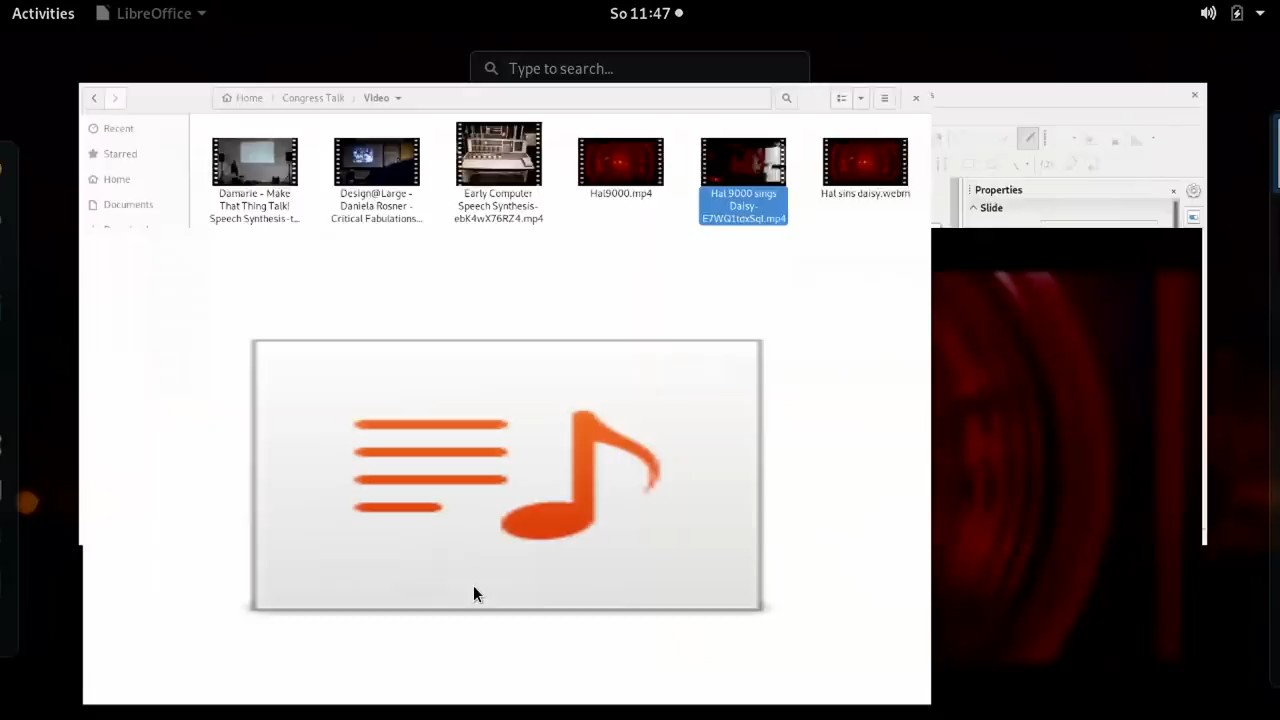 Activities LibreOffice So 11:47
Type to search...
Home Congress Talk Video
Recent
Starred
Home
Documents
Damarie - Make
That Thing Talk!
Speech Synthesis-t...
Design@Large -
Daniela Rosner -
Critical Fabulations...
Early Computer
Speech Synthesis-
ebK4wX76RZ4.mp4
Hal9000.mp4
Hal 9000 sings
Daisy-
E7WQ1tdxSqI.mp4
Hal sins daisy.webm
Properties
Slide